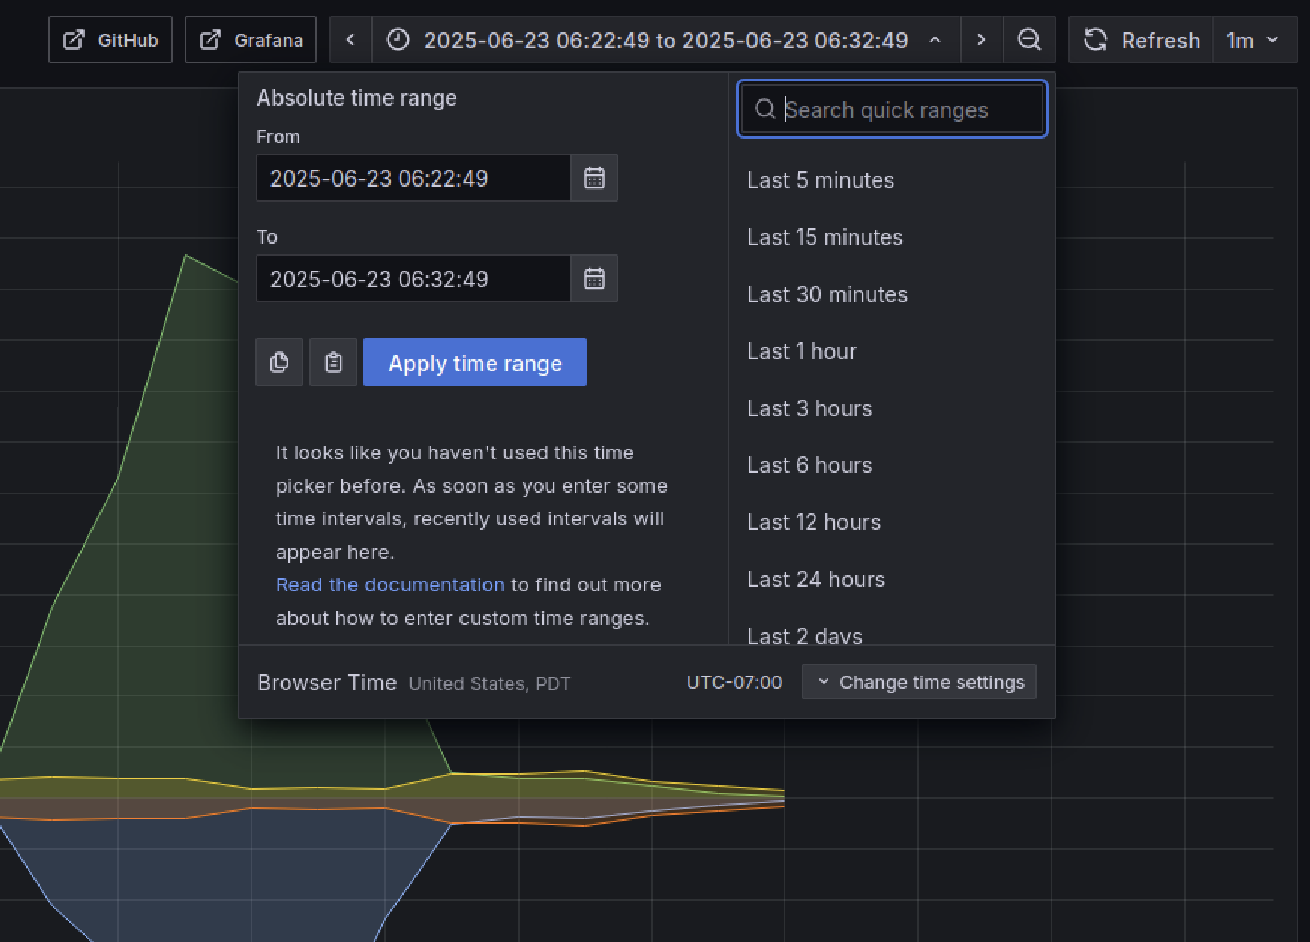 GitHub
Grafana
2025-06-23 06:22:49 to 2025-06-23 06:32:49
Refresh
1m
Absolute time range
From
2025-06-23 06:22:49
To
2025-06-23 06:32:49
Apply time range
It looks like you haven't used this time
picker before. As soon as you enter some
time intervals, recently used intervals will
appear here.
Read the documentation to find out more
about how to enter custom time ranges.
Search quick ranges
Last 5 minutes
Last 15 minutes
Last 30 minutes
Last 1 hour
Last 3 hours
Last 6 hours
Last 12 hours
Last 24 hours
Last 2 days
Browser Time United States, PDT
UTC-07:00
Change time settings